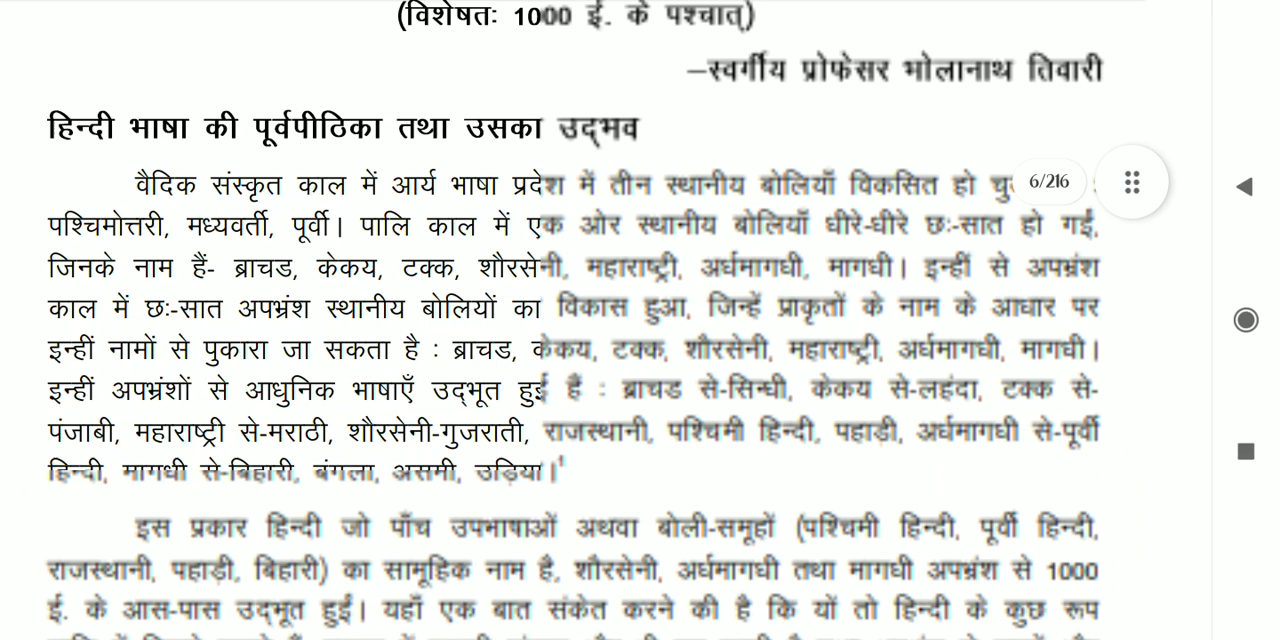 (विशेषतः 1000 ई. के पश्चात्)
–स्वर्गीय प्रोफेसर भोलानाथ तिवारी
हिन्दी भाषा की पूर्वपीठिका तथा उसका उद्भव
वैदिक संस्कृत काल में आर्य भाषा प्रदेश में तीन स्थानीय बोलियाँ विकसित हो
6/216
पश्चिमोत्तरी, मध्यवर्ती, पूर्वी। पालि काल में एक ओर स्थानीय बोलियाँ धीरे-धीरे छः-सात हो गईं,
जिनके नाम हैं- ब्राचड, केकय, टक्क, शौरसेनी, महाराष्ट्री, अर्धमागधी, मागधी। इन्हीं से अपभ्रंश
काल में छः-सात अपभ्रंश स्थानीय बोलियों का विकास हुआ, जिन्हें प्राकृतों के नाम के आधार पर
इन्हीं नामों से पुकारा जा सकता है : ब्राचड, केकय, टक्क, शौरसेनी, महाराष्ट्री, अर्धमागधी, मागधी।
इन्हीं अपभ्रंशों से आधुनिक भाषाएँ उद्भूत हुई हैं : ब्राचड से-सिन्धी, केकय से-लहंदा, टक्क से-
पंजाबी, महाराष्ट्री से-मराठी, शौरसेनी-गुजराती, राजस्थानी, पश्चिमी हिन्दी, पहाड़ी, अर्धमागधी से-पूर्वी
हिन्दी, मागधी से-बिहारी, बंगला, असमी, उड़िया।¹
इस प्रकार हिन्दी जो पाँच उपभाषाओं अथवा बोली-समूहों (पश्चिमी हिन्दी, पूर्वी हिन्दी,
राजस्थानी, पहाड़ी, बिहारी) का सामूहिक नाम है, शौरसेनी, अर्धमागधी तथा मागधी अपभ्रंश से 1000
ई. के आस-पास उद्भूत हुई। यहाँ एक बात संकेत करने की है कि यों तो हिन्दी के कुछ रूप